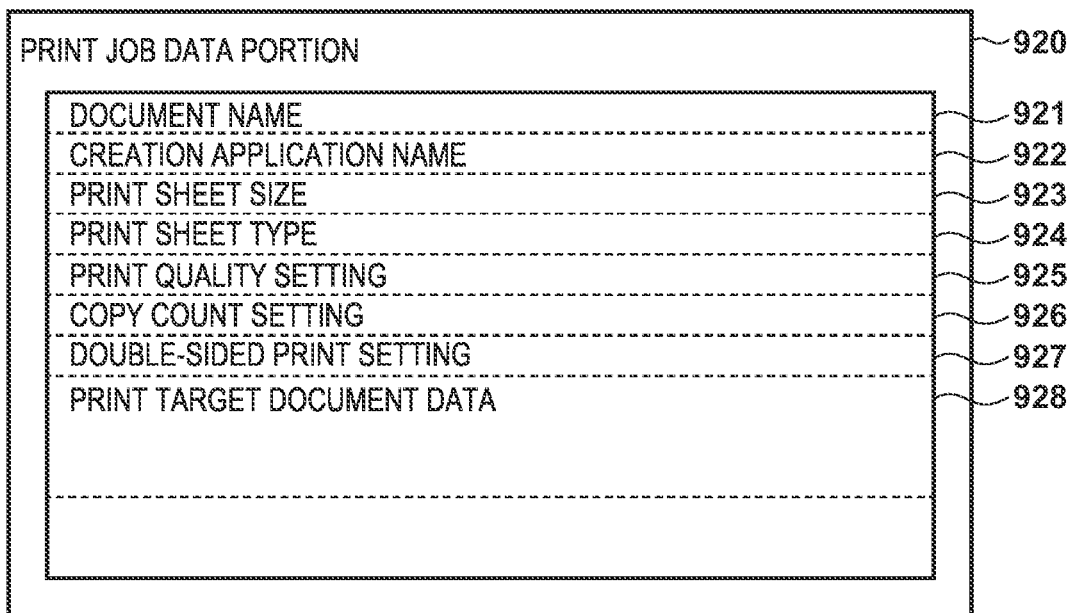 PRINT JOB DATA PORTION 920
DOCUMENT NAME 921
CREATION APPLICATION NAME 922
PRINT SHEET SIZE 923
PRINT SHEET TYPE 924
PRINT QUALITY SETTING 925
COPY COUNT SETTING 926
DOUBLE-SIDED PRINT SETTING 927
PRINT TARGET DOCUMENT DATA 928